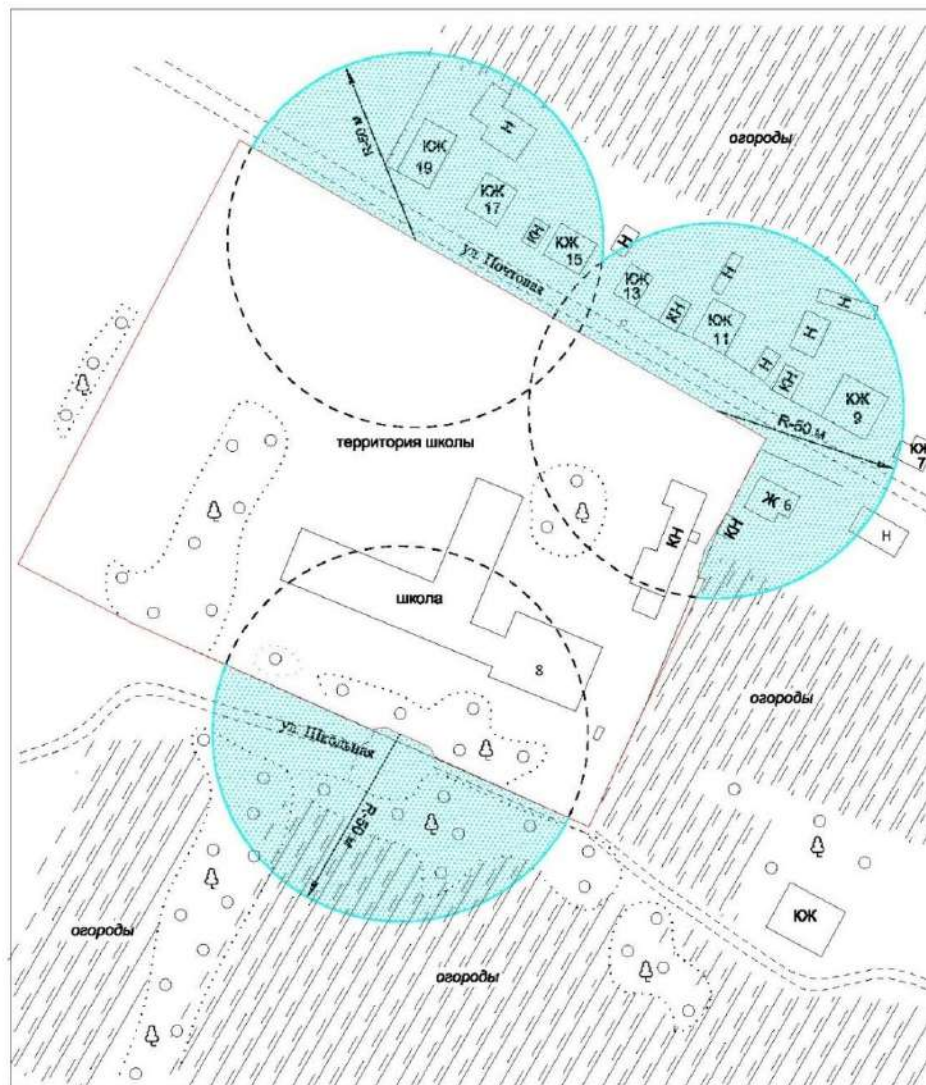 огороды
Н
R-50 м
КЖ
19
КЖ
17
КН
КЖ
15
Н
ул. Почтовая
КЖ
13
Н
КН
КЖ
11
Н
Н
Н
КН
КЖ
9
R-50 м
КЖ
7
территория школы
Ж 6
КН
КН
Н
школа
8
огороды
ул. Школьная
R-50 м
КЖ
огороды
огороды